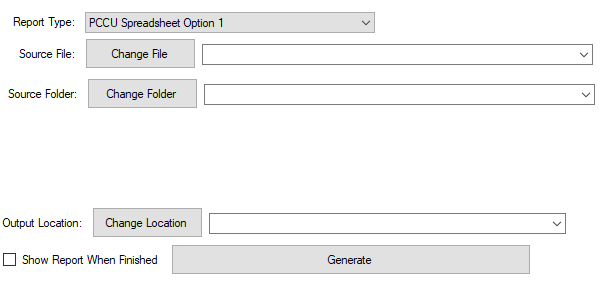 Report Type: PCCU Spreadsheet Option 1
Source File: Change File
Source Folder: Change Folder
Output Location: Change Location
Show Report When Finished Generate